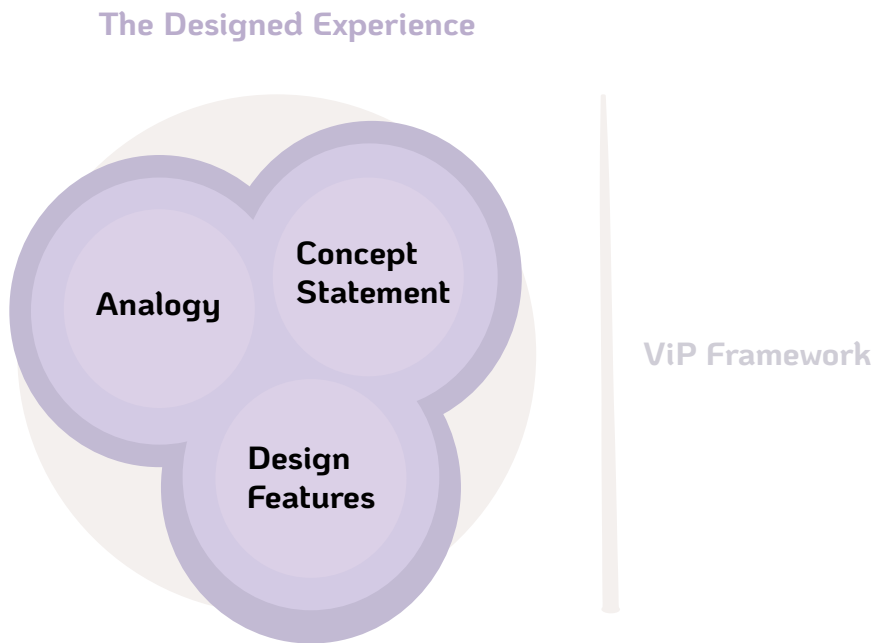 The Designed Experience
Concept
Statement
Analogy
ViP Framework
Design
Features